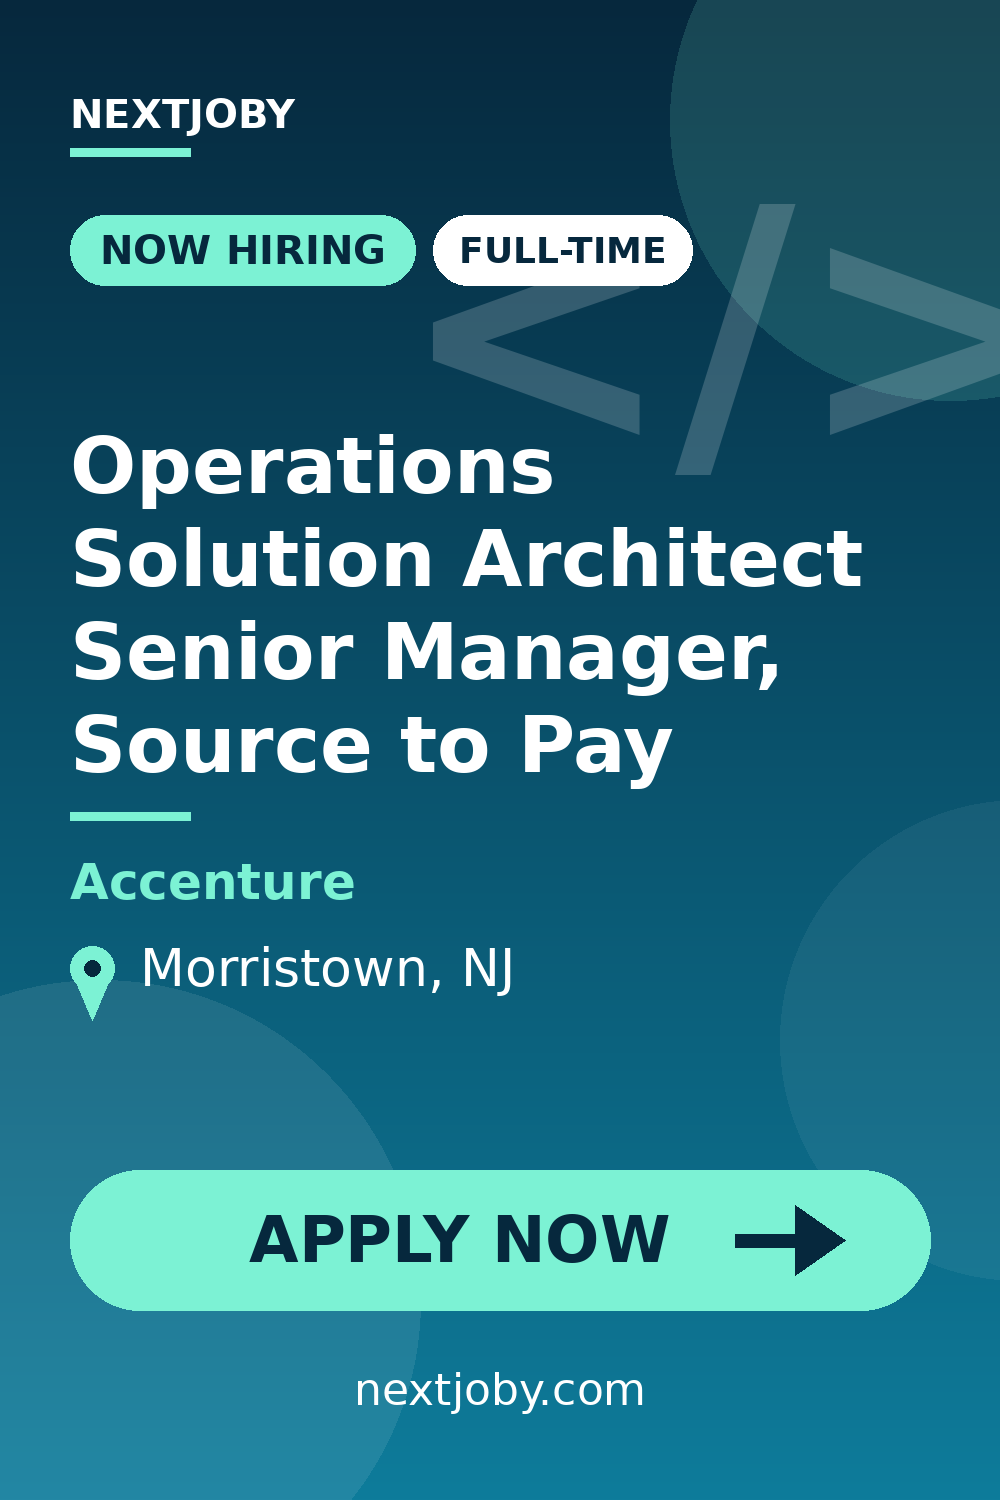 NEXTJOBY
NOW HIRING FULL-TIME
</>
Operations
Solution Architect
Senior Manager,
Source to Pay
Accenture
Morristown, NJ
APPLY NOW
nextjoby.com